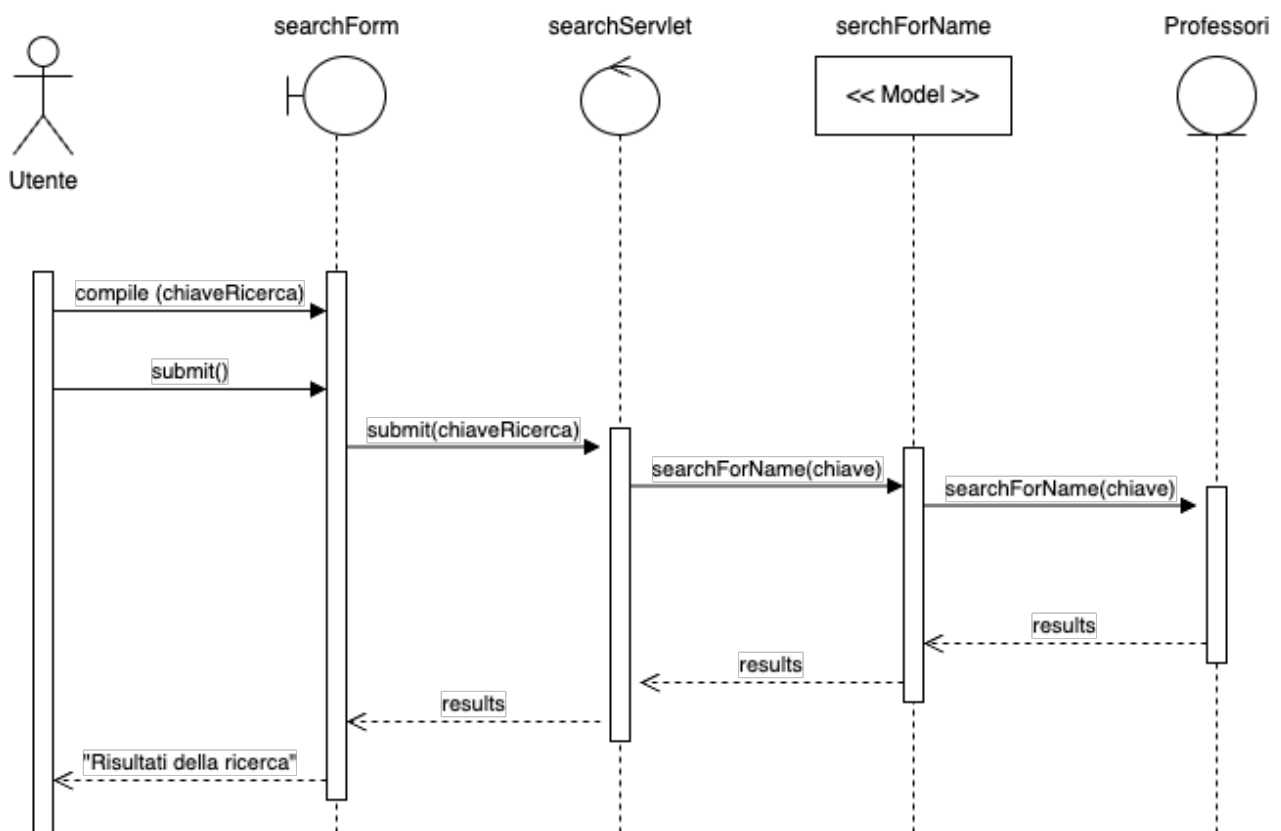 searchForm
searchServlet
serchForName
Professori
<< Model >>
Utente
compile (chiaveRicerca)
submit()
submit(chiaveRicerca)
searchForName(chiave)
searchForName(chiave)
results
results
results
"Risultati della ricerca"